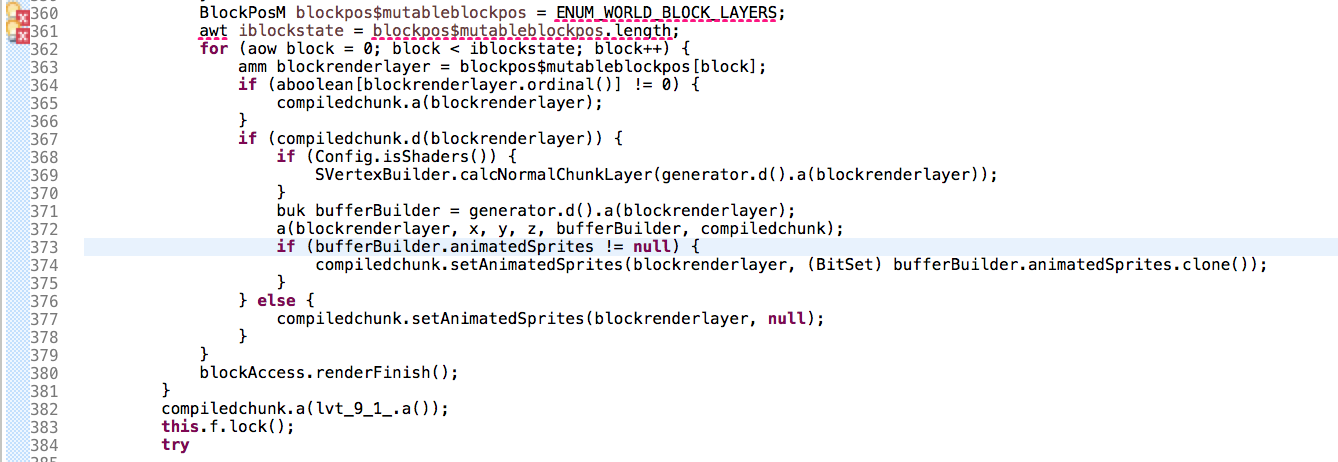 360 BlockPosM blockpos$mutableblockpos = ENUM_WORLD_BLOCK_LAYERS;
361 awt iblockstate = blockpos$mutableblockpos.length;
362 for (aow block = 0; block < iblockstate; block++) {
363 amm blockrenderlayer = blockpos$mutableblockpos[block];
364 if (aboolean[blockrenderlayer.ordinal()] != 0) {
365 compiledchunk.a(blockrenderlayer);
366 }
367 if (compiledchunk.d(blockrenderlayer)) {
368 if (Config.isShaders()) {
369 SVertexBuilder.calcNormalChunkLayer(generator.d().a(blockrenderlayer));
370 }
371 buk bufferBuilder = generator.d().a(blockrenderlayer);
372 a(blockrenderlayer, x, y, z, bufferBuilder, compiledchunk);
373 if (bufferBuilder.animatedSprites != null) {
374 compiledchunk.setAnimatedSprites(blockrenderlayer, (BitSet) bufferBuilder.animatedSprites.clone());
375 }
376 } else {
377 compiledchunk.setAnimatedSprites(blockrenderlayer, null);
378 }
379 }
380 blockAccess.renderFinish();
381 }
382 compiledchunk.a(lvt_9_1_.a());
383 this.f.lock();
384 try